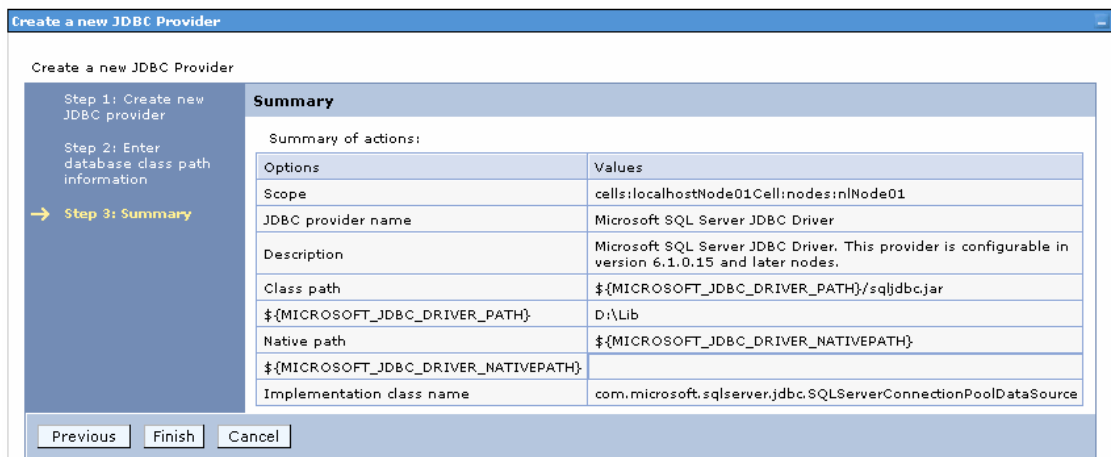 Create a new JDBC Provider
Create a new JDBC Provider
Step 1: Create new
JDBC provider
Step 2: Enter
database class path
information
Step 3: Summary
Summary
Summary of actions:
Options Values
Scope cells:localhostNode01Cell:nodes:nlNode01
JDBC provider name Microsoft SQL Server JDBC Driver
Description Microsoft SQL Server JDBC Driver. This provider is configurable in
version 6.1.0.15 and later nodes.
Class path ${MICROSOFT_JDBC_DRIVER_PATH}/sqljdbc.jar
${MICROSOFT_JDBC_DRIVER_PATH} D:\Lib
Native path ${MICROSOFT_JDBC_DRIVER_NATIVEPATH}
${MICROSOFT_JDBC_DRIVER_NATIVEPATH}
Implementation class name com.microsoft.sqlserver.jdbc.SQLServerConnectionPoolDataSource
Previous Finish Cancel